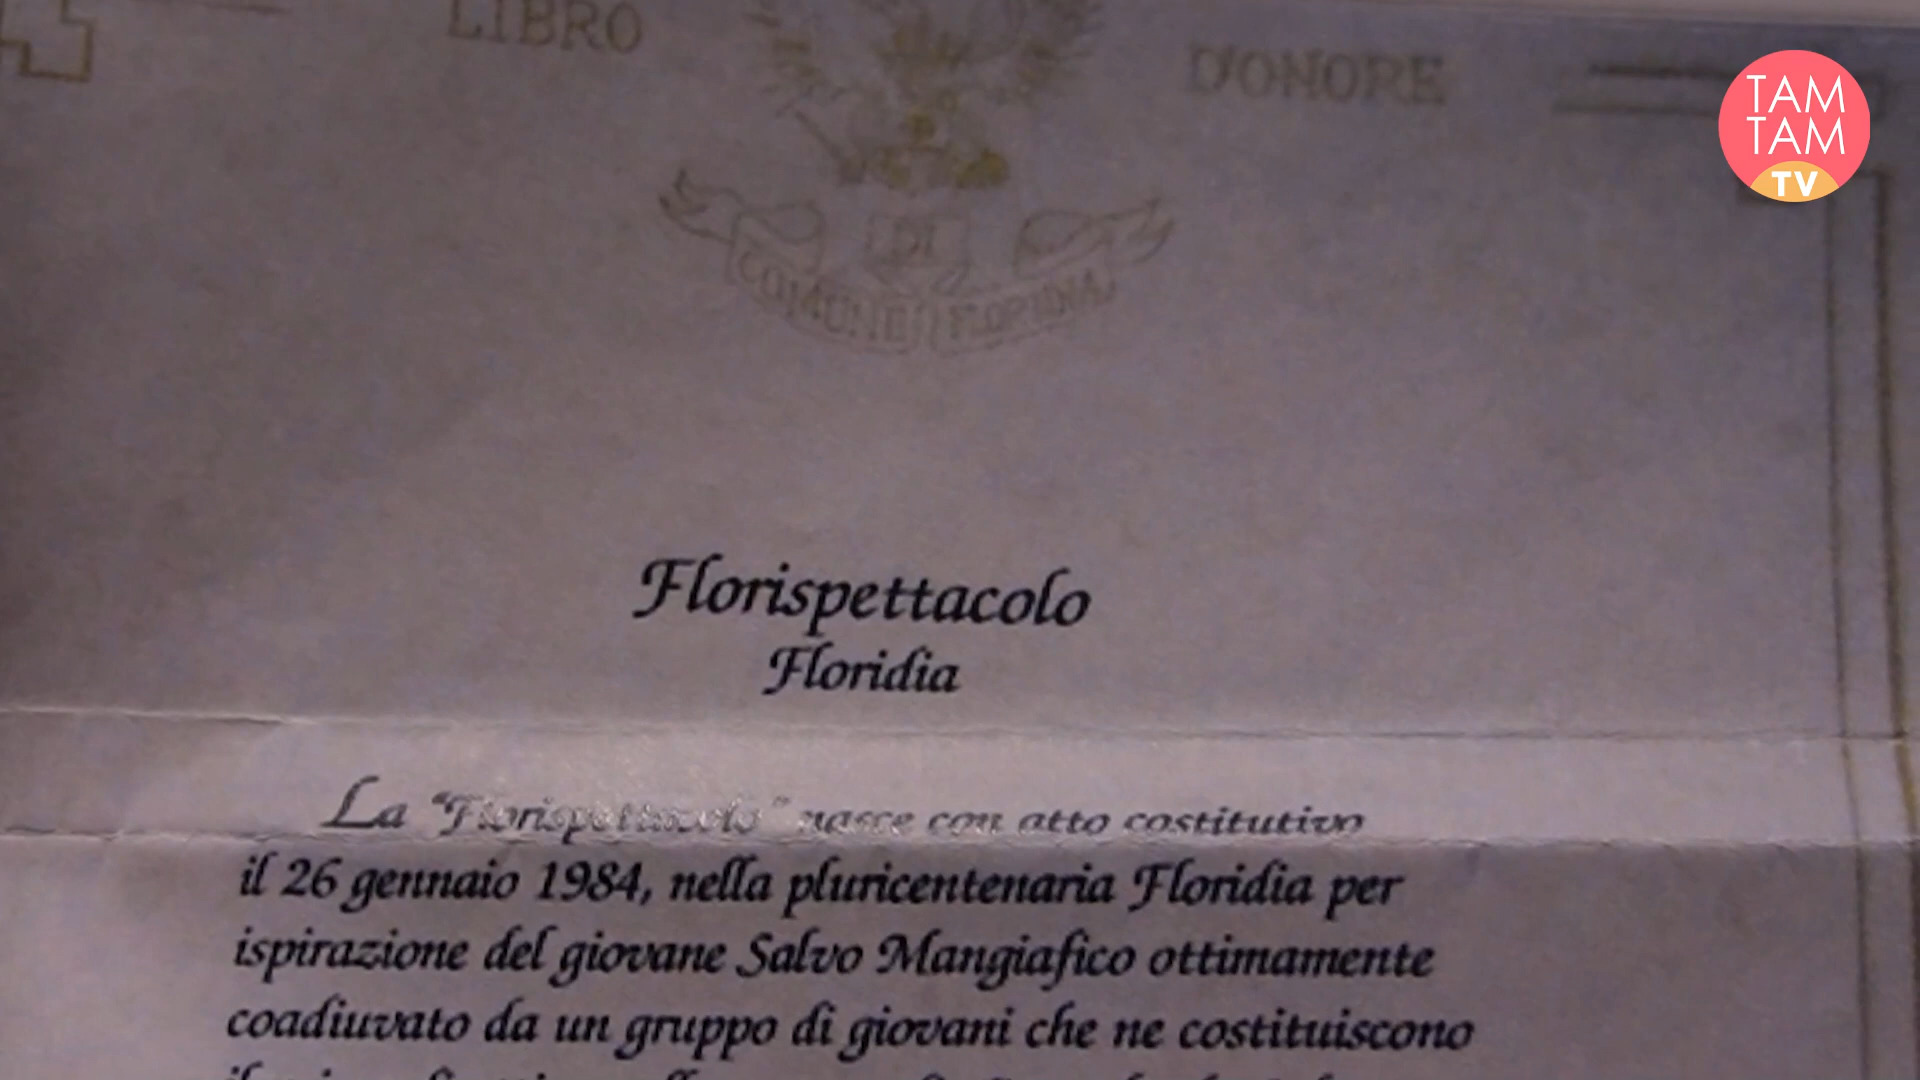 LIBRO D'ONORE
DI
COMUNE FLORIDIA
TAM
TAM
TV
Florispettacolo
Floridia
La "Florispettacolo" nasce con atto costitutivo
il 26 gennaio 1984, nella pluricentenaria Floridia per
ispirazione del giovane Salvo Mangiafico ottimamente
coadiuvato da un gruppo di giovani che ne costituiscono